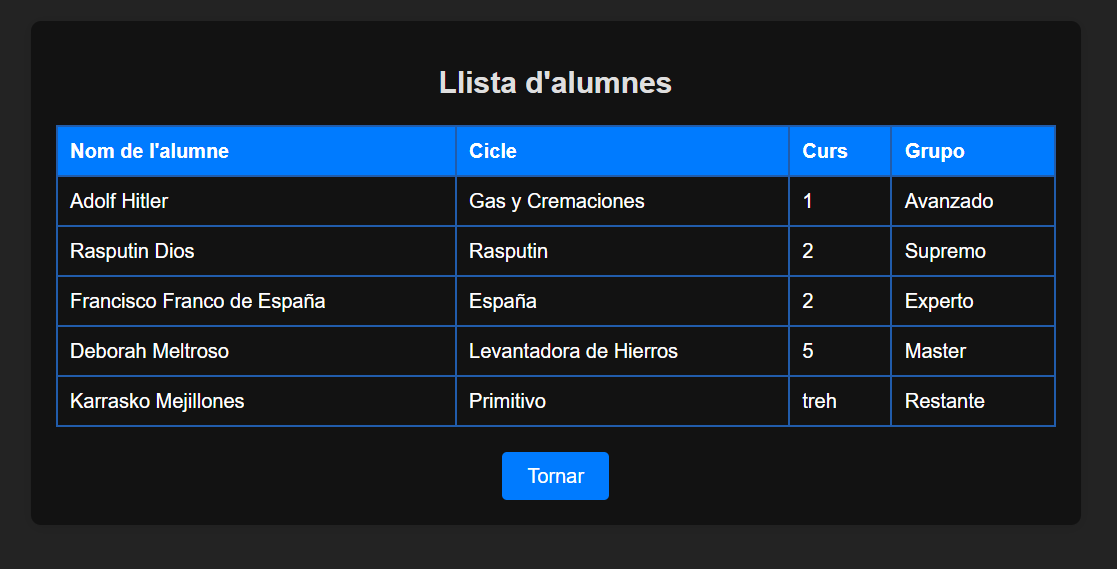 Llista d'alumnes
Nom de l'alumne Cicle Curs Grupo
Adolf Hitler Gas y Cremaciones 1 Avanzado
Rasputin Dios Rasputin 2 Supremo
Francisco Franco de España España 2 Experto
Deborah Meltroso Levantadora de Hierros 5 Master
Karrasko Mejillones Primitivo treh Restante
Tornar